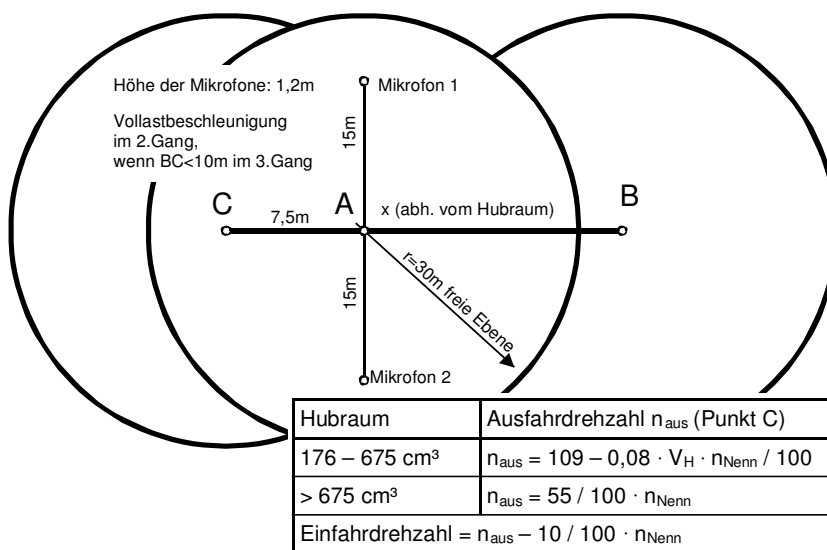 Höhe der Mikrofone: 1,2m
Mikrofon 1
Vollastbeschleunigung
im 2.Gang,
wenn BC<10m im 3.Gang
15m
C
7,5m
A
x (abh. vom Hubraum)
B
15m
r=30m freie Ebene
Mikrofon 2
Hubraum Ausfahrdrehzahl naus (Punkt C)
176 – 675 cm³ naus = 109 – 0,08 · VH · nNenn / 100
> 675 cm³ naus = 55 / 100 · nNenn
Einfahrdrehzahl = naus – 10 / 100 · nNenn